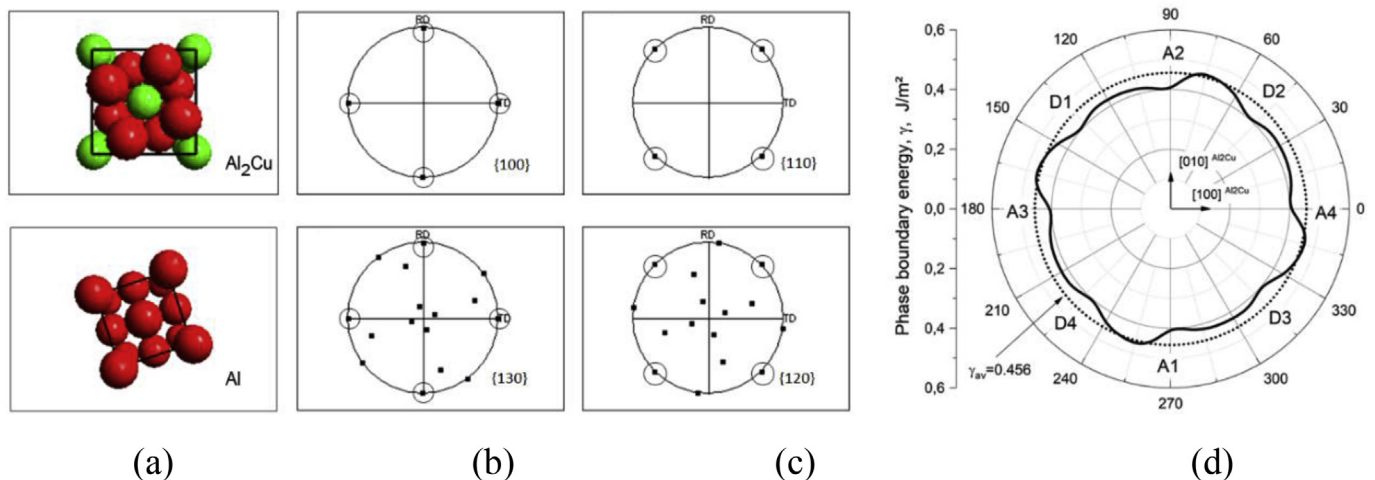 Al₂Cu
RD
TD
{100}
RD
TD
{110}
Al
RD
TD
{130}
RD
TD
{120}
Phase boundary energy, γ, J/m²
0,6
0,4
0,2
0,0
0,2
0,4
0,6
90
120
60
150
30
180
0
210
330
240
300
270
A2
D1
D2
[010] Al2Cu
[100] Al2Cu
A3
A4
D4
D3
A1
γav=0.456
(a)
(b)
(c)
(d)